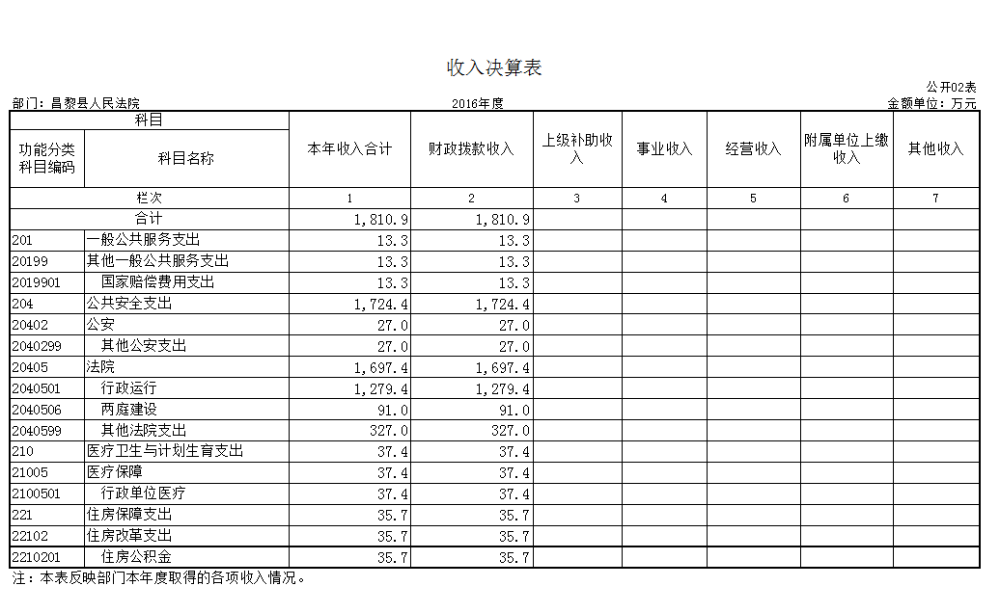 收入决算表
公开02表
部门：昌黎县人民法院 2016年度 金额单位：万元
科目 本年收入合计 财政拨款收入 上级补助收入 事业收入 经营收入 附属单位上缴收入 其他收入
功能分类科目编码 科目名称
栏次 1 2 3 4 5 6 7
合计 1,810.9 1,810.9
201 一般公共服务支出 13.3 13.3
20199 其他一般公共服务支出 13.3 13.3
2019901 国家赔偿费用支出 13.3 13.3
204 公共安全支出 1,724.4 1,724.4
20402 公安 27.0 27.0
2040299 其他公安支出 27.0 27.0
20405 法院 1,697.4 1,697.4
2040501 行政运行 1,279.4 1,279.4
2040506 两庭建设 91.0 91.0
2040599 其他法院支出 327.0 327.0
210 医疗卫生与计划生育支出 37.4 37.4
21005 医疗保障 37.4 37.4
2100501 行政单位医疗 37.4 37.4
221 住房保障支出 35.7 35.7
22102 住房改革支出 35.7 35.7
2210201 住房公积金 35.7 35.7
注：本表反映部门本年度取得的各项收入情况。